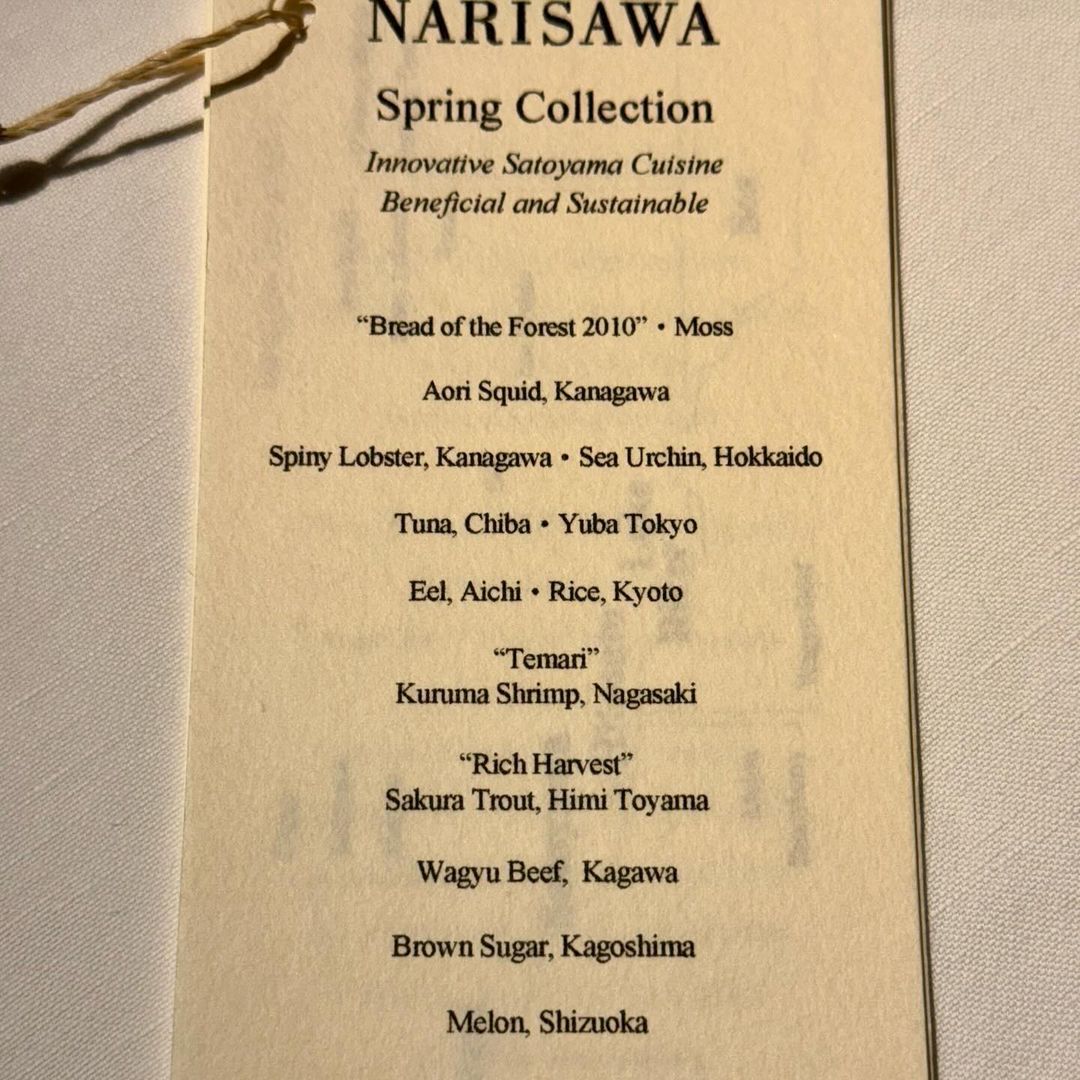 NARISAWA
Spring Collection
Innovative Satoyama Cuisine
Beneficial and Sustainable
“Bread of the Forest 2010” • Moss
Aori Squid, Kanagawa
Spiny Lobster, Kanagawa • Sea Urchin, Hokkaido
Tuna, Chiba • Yuba Tokyo
Eel, Aichi • Rice, Kyoto
“Temari”
Kuruma Shrimp, Nagasaki
“Rich Harvest”
Sakura Trout, Himi Toyama
Wagyu Beef, Kagawa
Brown Sugar, Kagoshima
Melon, Shizuoka